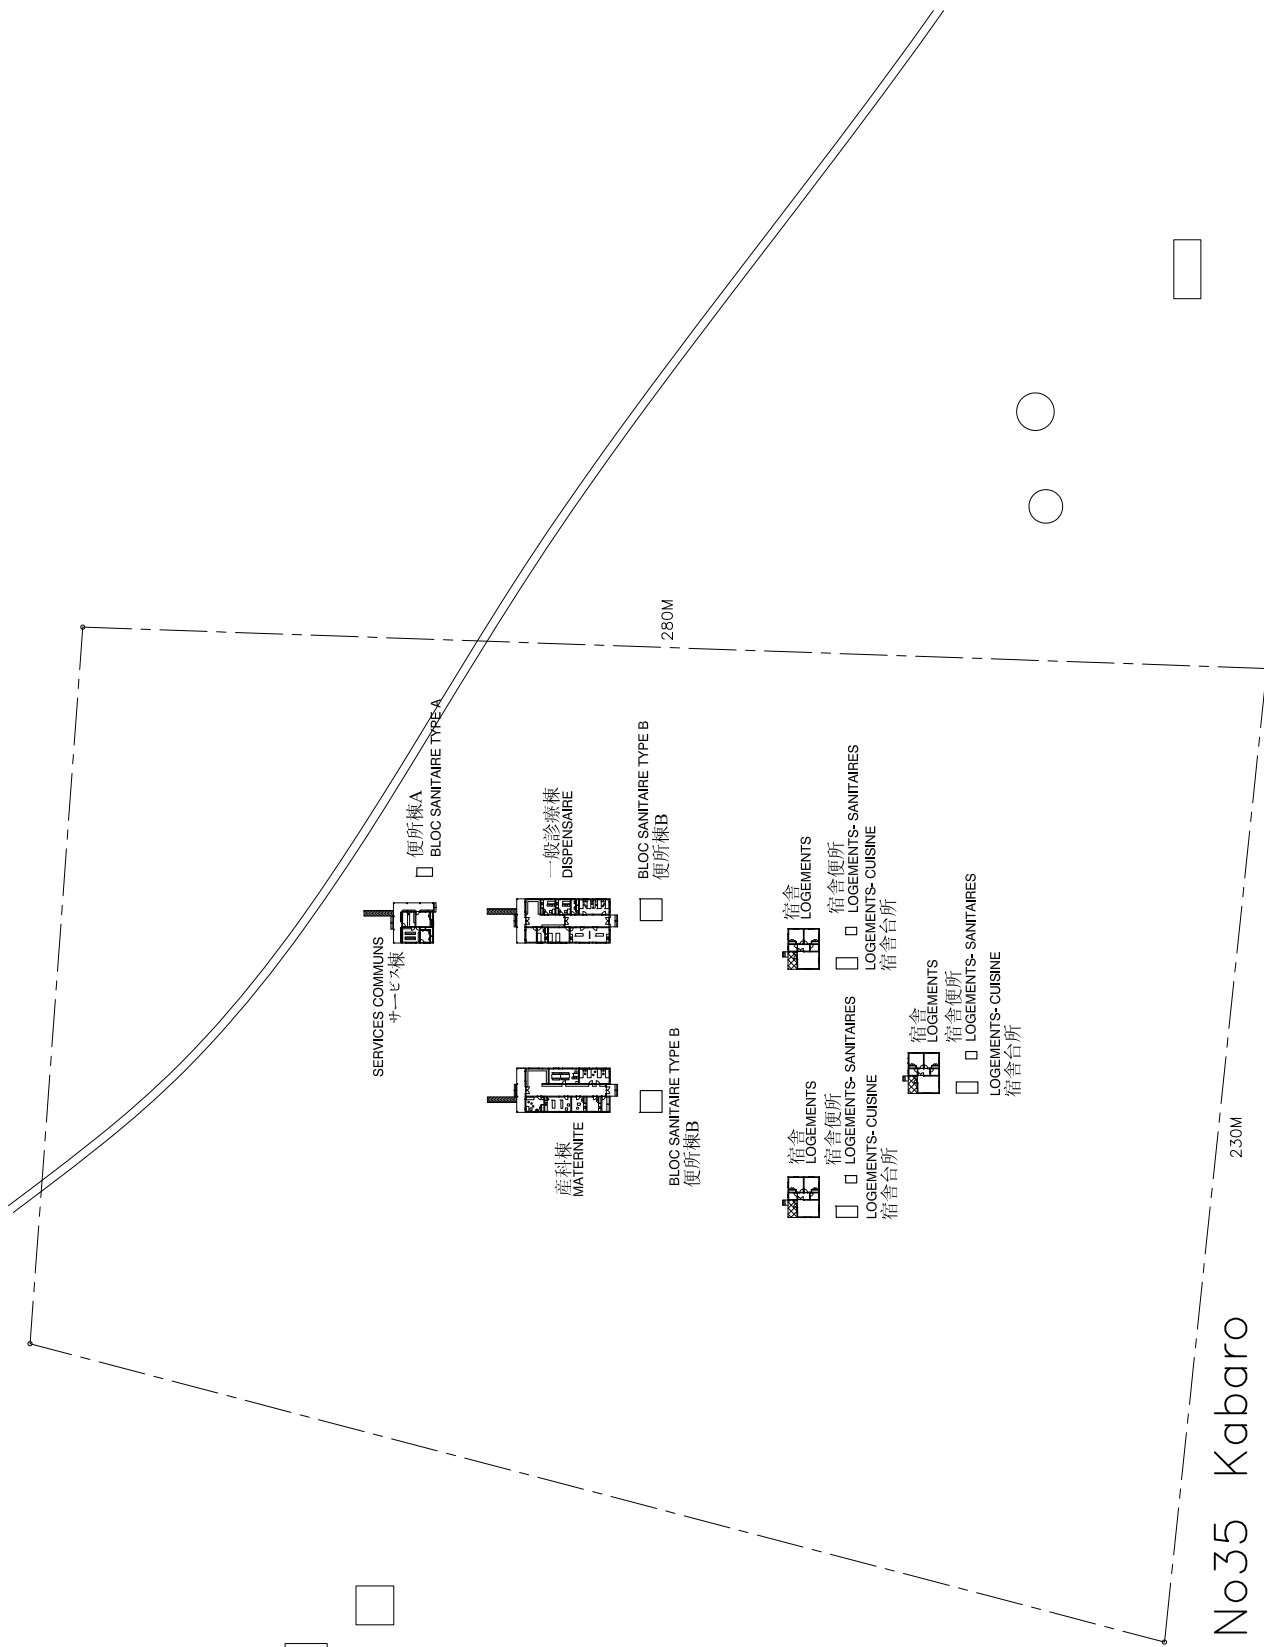 SERVICES COMMUNS
サービス棟
便所棟A
BLOC SANITAIRE TYPE A
産科棟
MATERNITE
一般診療棟
DISPENSAIRE
BLOC SANITAIRE TYPE B
便所棟B
BLOC SANITAIRE TYPE B
便所棟B
280M
宿舎
LOGEMENTS
宿舎便所
LOGEMENTS- SANITAIRES
LOGEMENTS- CUISINE
宿舎台所
宿舎
LOGEMENTS
宿舎便所
LOGEMENTS- SANITAIRES
LOGEMENTS- CUISINE
宿舎台所
宿舎
LOGEMENTS
宿舎便所
LOGEMENTS- SANITAIRES
LOGEMENTS- CUISINE
宿舎台所
230M
No35 Kabaro